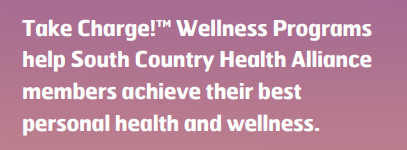 Take Charge!™ Wellness Programs
help South Country Health Alliance
members achieve their best
personal health and wellness.